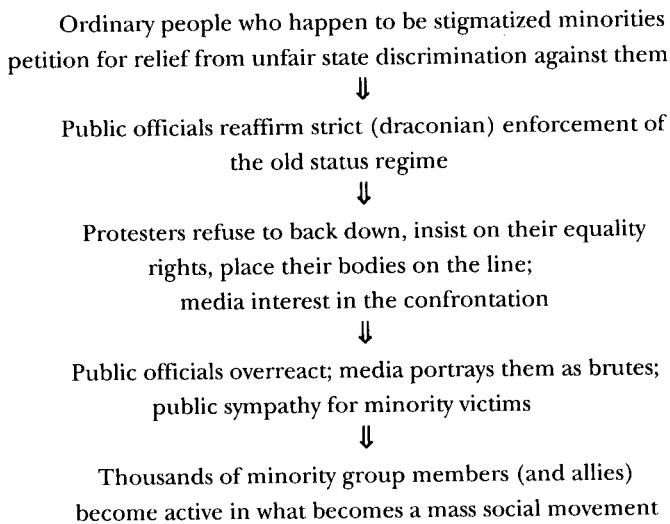 Ordinary people who happen to be stigmatized minorities
petition for relief from unfair state discrimination against them
⇓
Public officials reaffirm strict (draconian) enforcement of
the old status regime
⇓
Protesters refuse to back down, insist on their equality
rights, place their bodies on the line;
media interest in the confrontation
⇓
Public officials overreact; media portrays them as brutes;
public sympathy for minority victims
⇓
Thousands of minority group members (and allies)
become active in what becomes a mass social movement